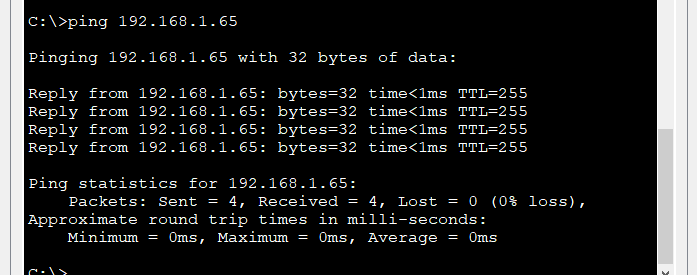 C:\>ping 192.168.1.65
Pinging 192.168.1.65 with 32 bytes of data:
Reply from 192.168.1.65: bytes=32 time<1ms TTL=255
Reply from 192.168.1.65: bytes=32 time<1ms TTL=255
Reply from 192.168.1.65: bytes=32 time<1ms TTL=255
Reply from 192.168.1.65: bytes=32 time<1ms TTL=255
Ping statistics for 192.168.1.65:
Packets: Sent = 4, Received = 4, Lost = 0 (0% loss),
Approximate round trip times in milli-seconds:
Minimum = 0ms, Maximum = 0ms, Average = 0ms
C:\>